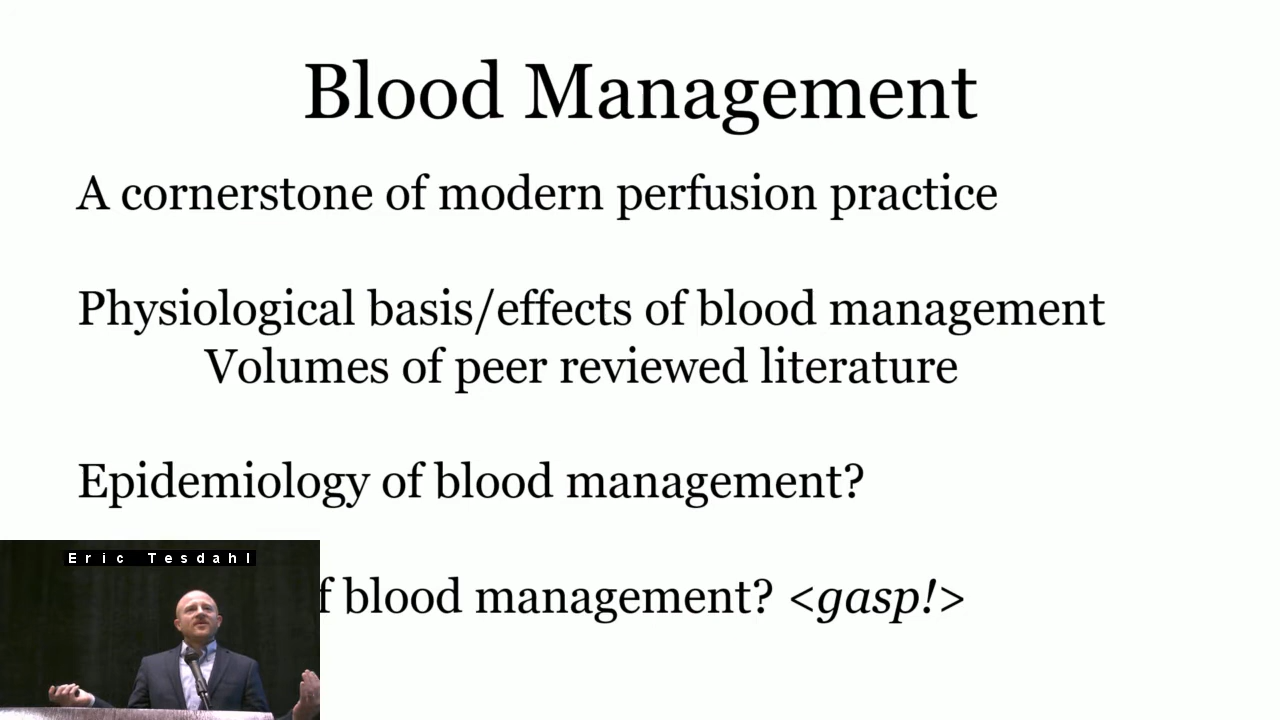 Blood Management
A cornerstone of modern perfusion practice
Physiological basis/effects of blood management
Volumes of peer reviewed literature
Epidemiology of blood management?
of blood management? <gasp!>
Eric Tesdahl